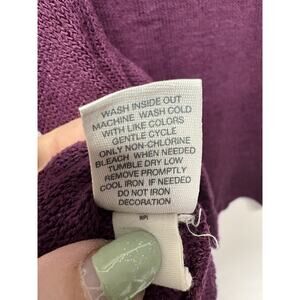 WASH INSIDE OUT
MACHINE WASH COLD
WITH LIKE COLORS
GENTLE CYCLE
ONLY NON-CHLORINE
BLEACH WHEN NEEDED
TUMBLE DRY LOW
REMOVE PROMPTLY
COOL IRON IF NEEDED
DO NOT IRON
DECORATION